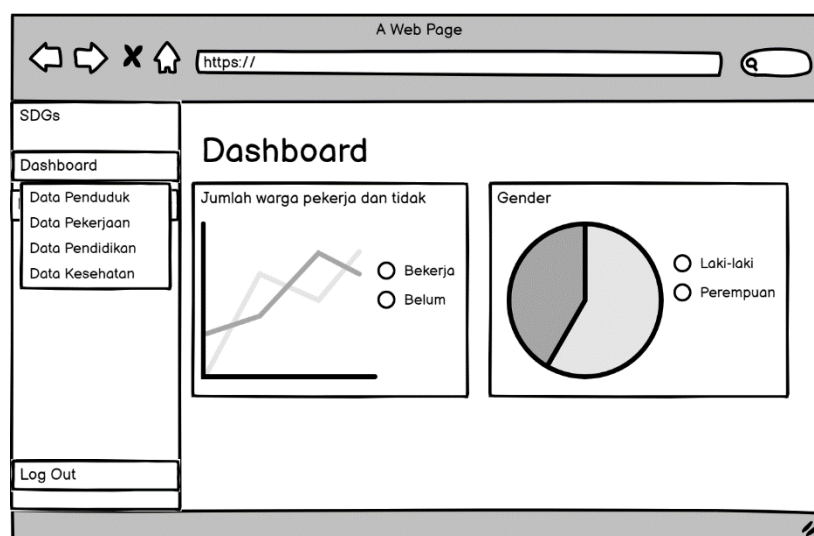 A Web Page
https://
SDGs
Dashboard
Data Penduduk
Data Pekerjaan
Data Pendidikan
Data Kesehatan
Log Out
Dashboard
Jumlah warga pekerja dan tidak
Bekerja
Belum
Gender
Laki-laki
Perempuan